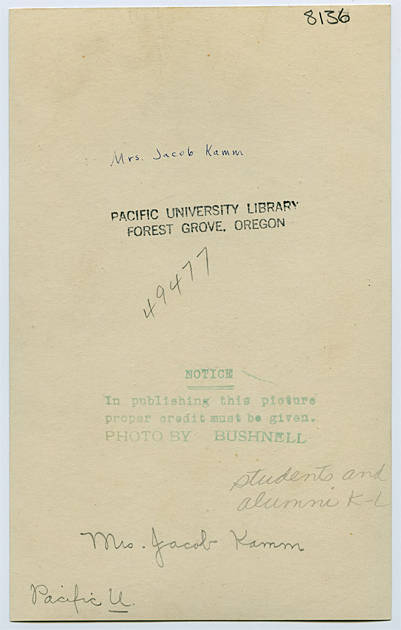 8136
Mrs. Jacob Kamm
PACIFIC UNIVERSITY LIBRARY
FOREST GROVE, OREGON
49477
NOTICE
In publishing this picture
proper credit must be given.
PHOTO BY BUSHNELL
students and
alumni K-L
Mrs. Jacob Kamm
Pacific U.